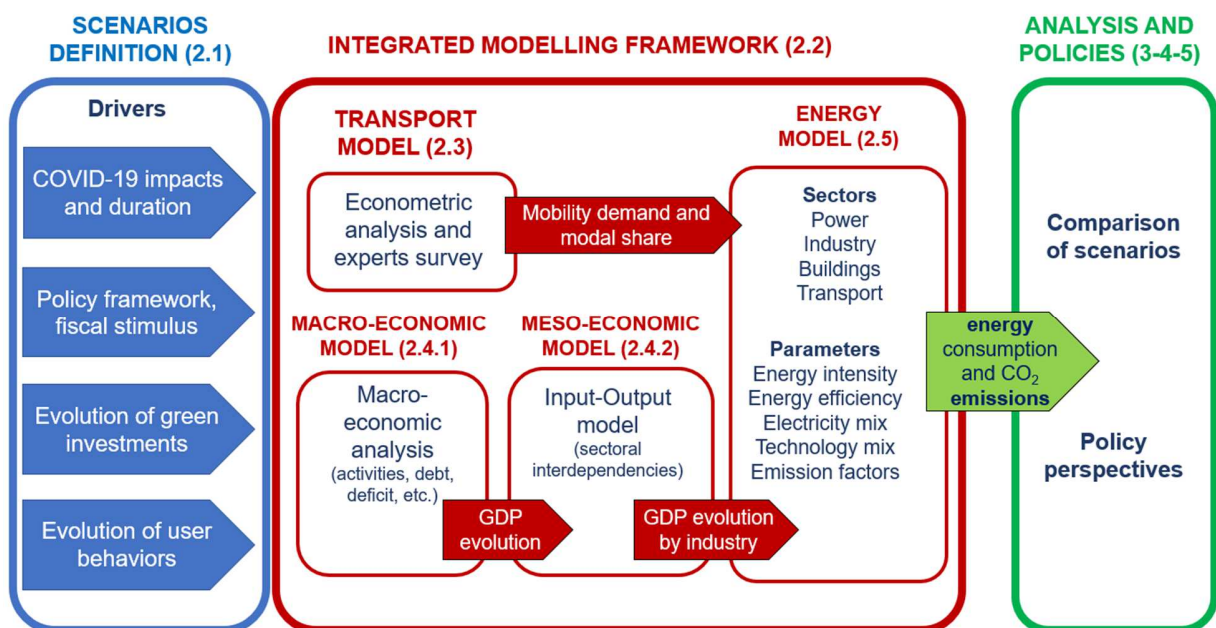 SCENARIOS
DEFINITION (2.1)
Drivers
COVID-19 impacts
and duration
Policy framework,
fiscal stimulus
Evolution of green
investments
Evolution of user
behaviors
INTEGRATED MODELLING FRAMEWORK (2.2)
TRANSPORT
MODEL (2.3)
Econometric
analysis and
experts survey
Mobility demand and
modal share
MACRO-ECONOMIC
MODEL (2.4.1)
Macro-
economic
analysis
(activities, debt,
deficit, etc.)
GDP
evolution
MESO-ECONOMIC
MODEL (2.4.2)
Input-Output
model
(sectoral
interdependencies)
GDP evolution
by industry
ENERGY
MODEL (2.5)
Sectors
Power
Industry
Buildings
Transport
Parameters
Energy intensity
Energy efficiency
Electricity mix
Technology mix
Emission factors
energy
consumption
and CO₂
emissions
ANALYSIS AND
POLICIES (3-4-5)
Comparison
of scenarios
Policy
perspectives